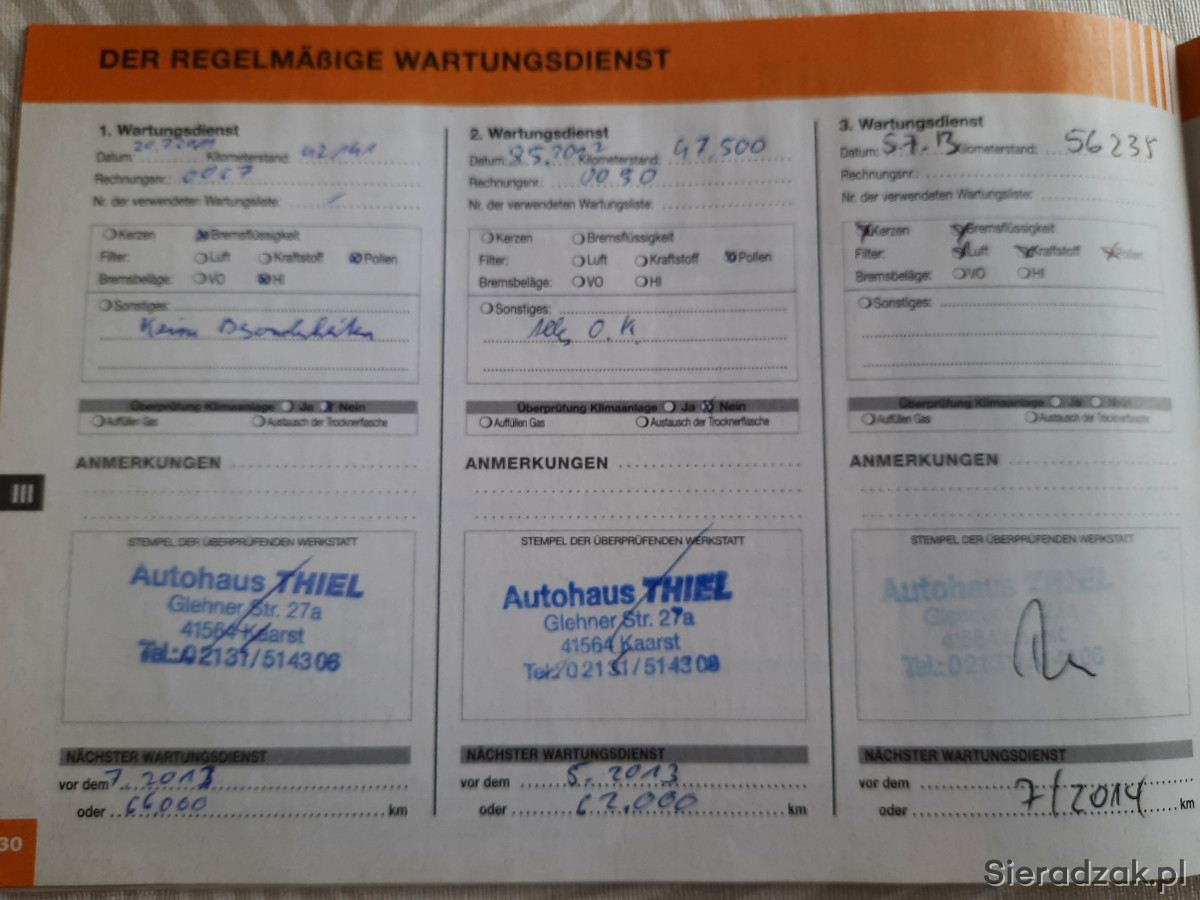 DER REGELMÄßIGE WARTUNGSDIENST
1. Wartungsdienst
Datum: Kilometerstand:
Rechnungsnr.:
Nr. der verwendeten Wartungsliste:
Kerzen Bremsflüssigkeit
Filter: Luft Kraftstoff Pollen
Bremsbeläge: VO HI
Sonstiges:
Keine Besonderheiten
Überprüfung Klimaanlage Ja Nein
Auffüllen Gas Austausch der Trocknerflasche
ANMERKUNGEN
STEMPEL DER ÜBERPRÜFENDEN WERKSTATT
Autohaus THIEL
Glehner Str. 27a
41564 Kaarst
Tel.: 02131/514306
NÄCHSTER WARTUNGSDIENST
vor dem 7.2013
oder 66.000 km
2. Wartungsdienst
Datum: Kilometerstand: 47.500
Rechnungsnr.: 0090
Nr. der verwendeten Wartungsliste:
Kerzen Bremsflüssigkeit
Filter: Luft Kraftstoff Pollen
Bremsbeläge: VO HI
Sonstiges:
O.K.
Überprüfung Klimaanlage Ja Nein
Auffüllen Gas Austausch der Trocknerflasche
ANMERKUNGEN
STEMPEL DER ÜBERPRÜFENDEN WERKSTATT
Autohaus THIEL
Glehner Str. 27a
41564 Kaarst
NÄCHSTER WARTUNGSDIENST
vor dem 5.2013
oder 62.000 km
3. Wartungsdienst
Datum: 5.7.13 Kilometerstand: 56235
Rechnungsnr.:
Nr. der verwendeten Wartungsliste:
Kerzen Bremsflüssigkeit
Filter: Luft Kraftstoff Pollen
Bremsbeläge: VO HI
Sonstiges:
Überprüfung Klimaanlage Ja Nein
Auffüllen Gas Austausch der Trocknerflasche
ANMERKUNGEN
STEMPEL DER ÜBERPRÜFENDEN WERKSTATT
Autohaus THIEL
NÄCHSTER WARTUNGSDIENST
vor dem
oder 7/2014 km
III
30
Sieradzak.pl